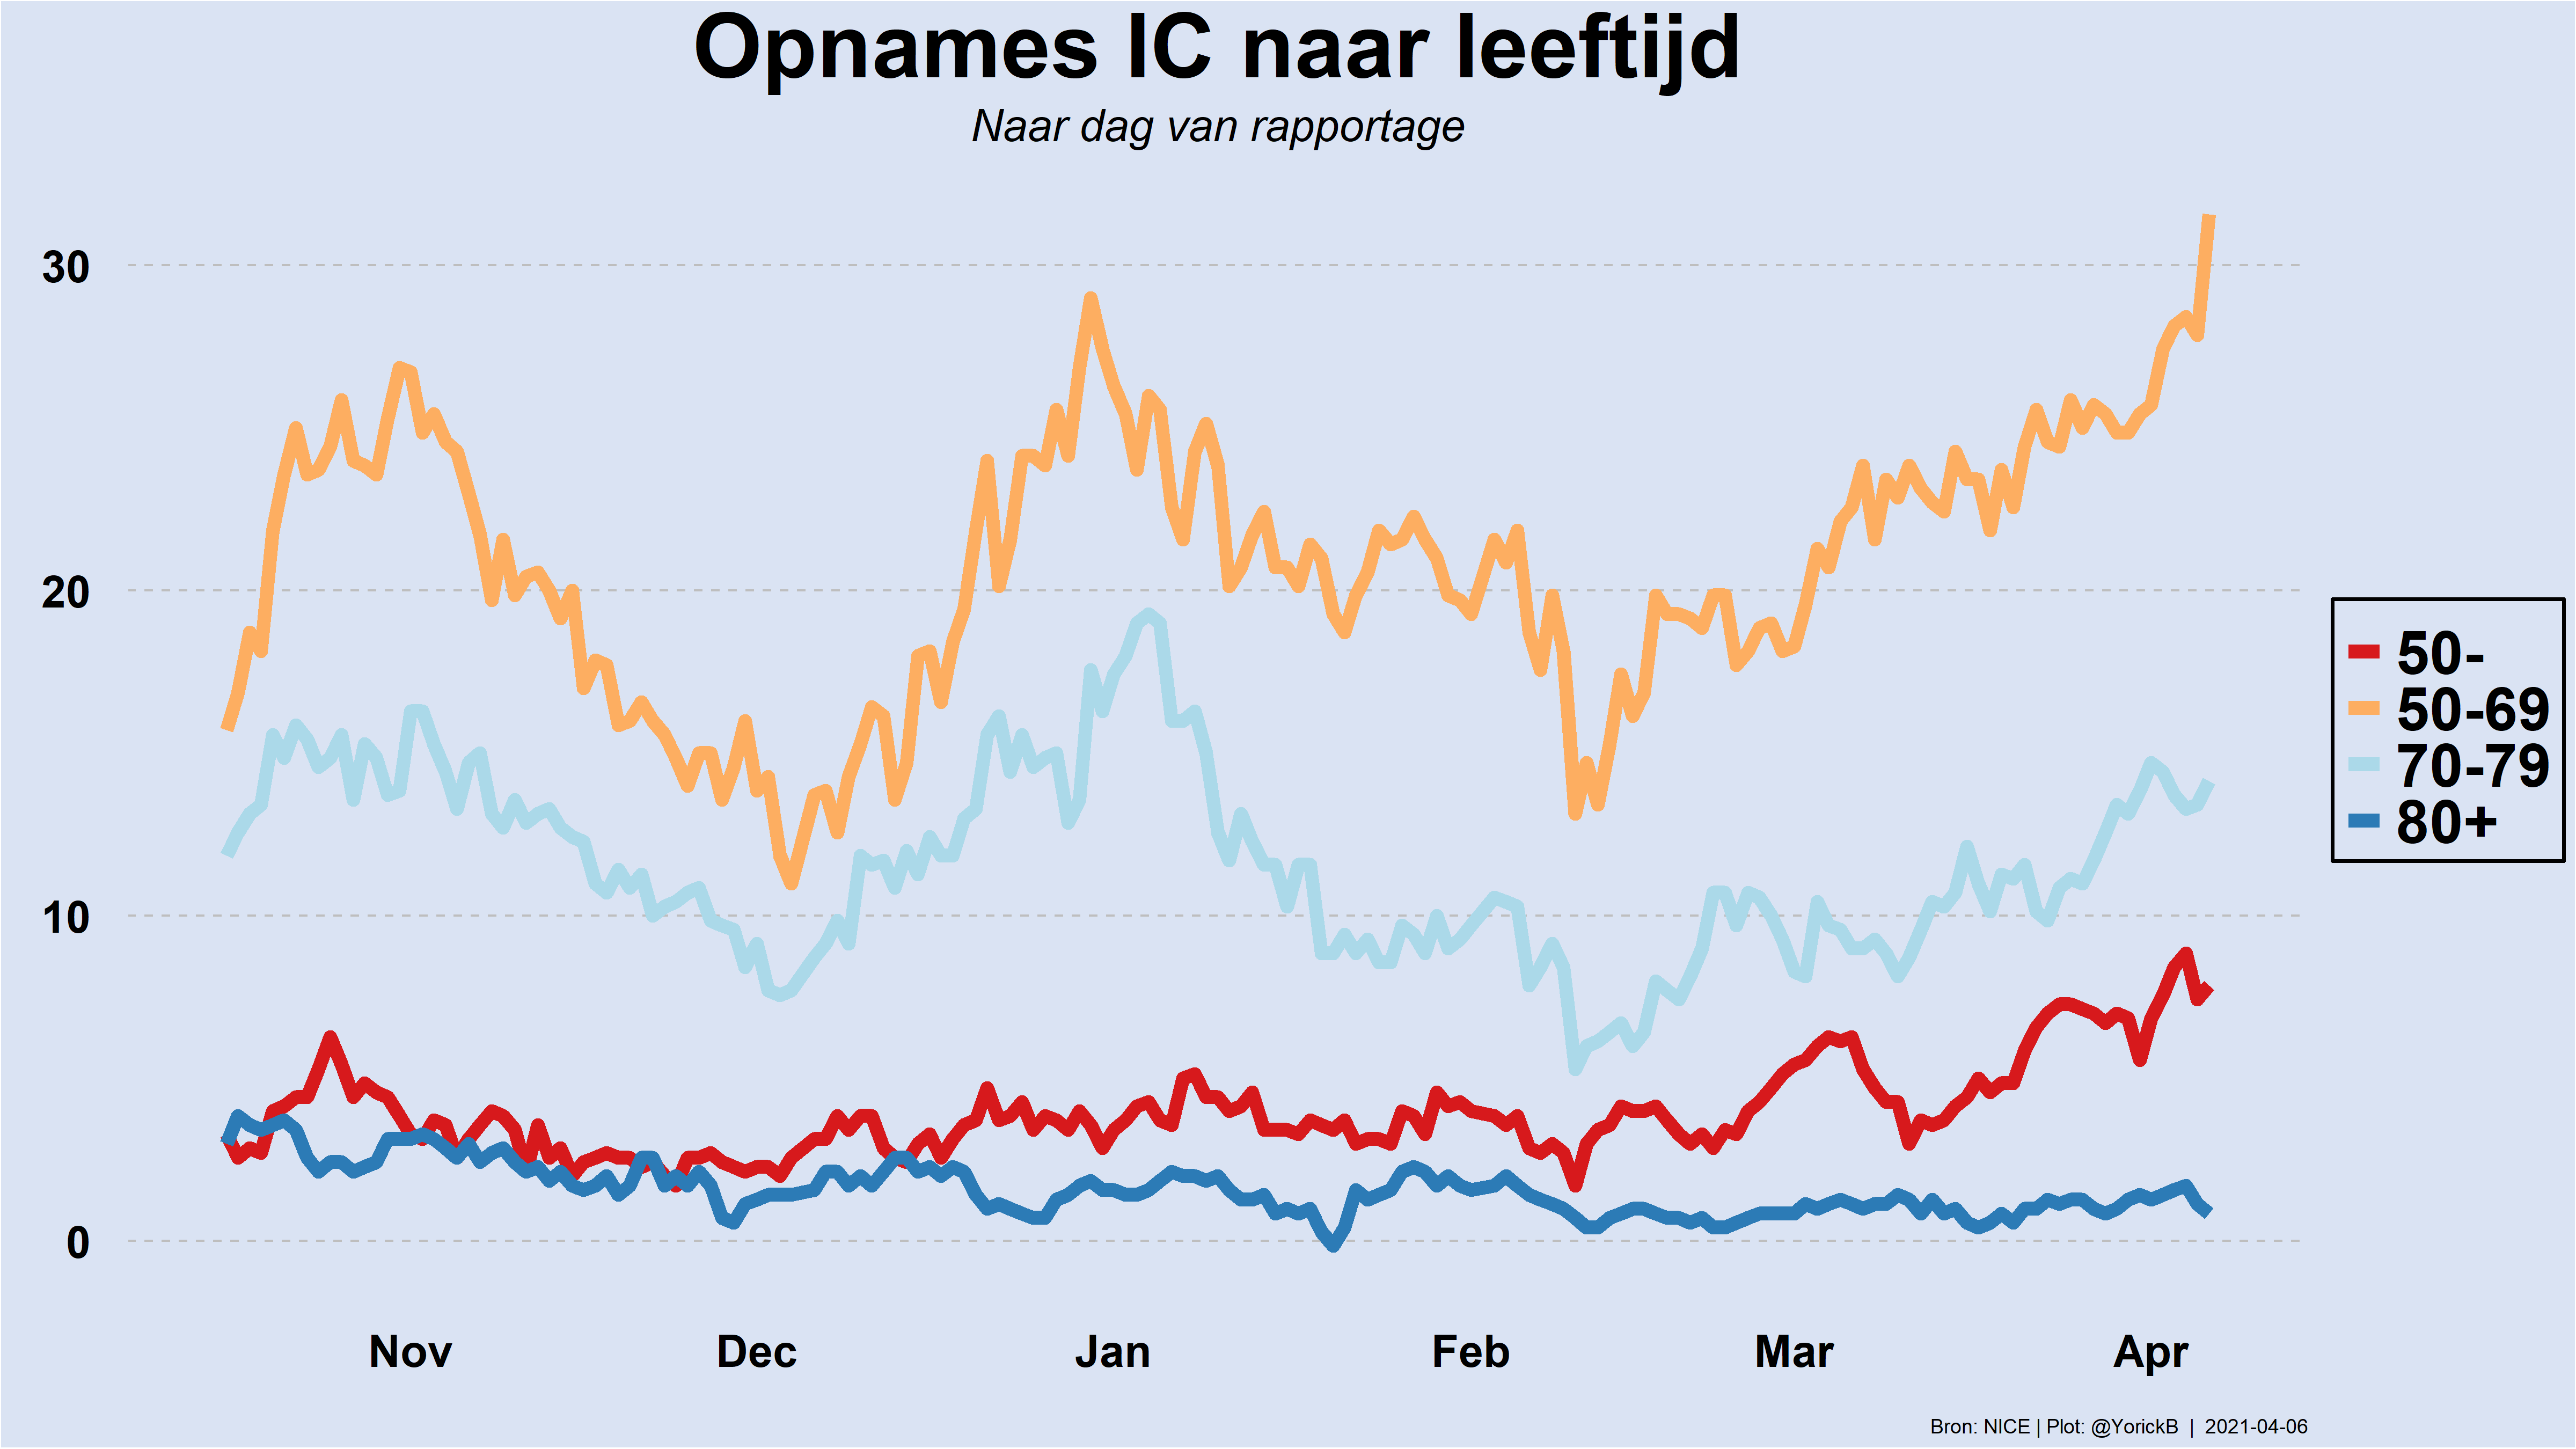 Opnames IC naar leeftijd
Naar dag van rapportage
30
20
10
0
50-
50-69
70-79
80+
Nov Dec Jan Feb Mar Apr
Bron: NICE | Plot: @YorickB | 2021-04-06